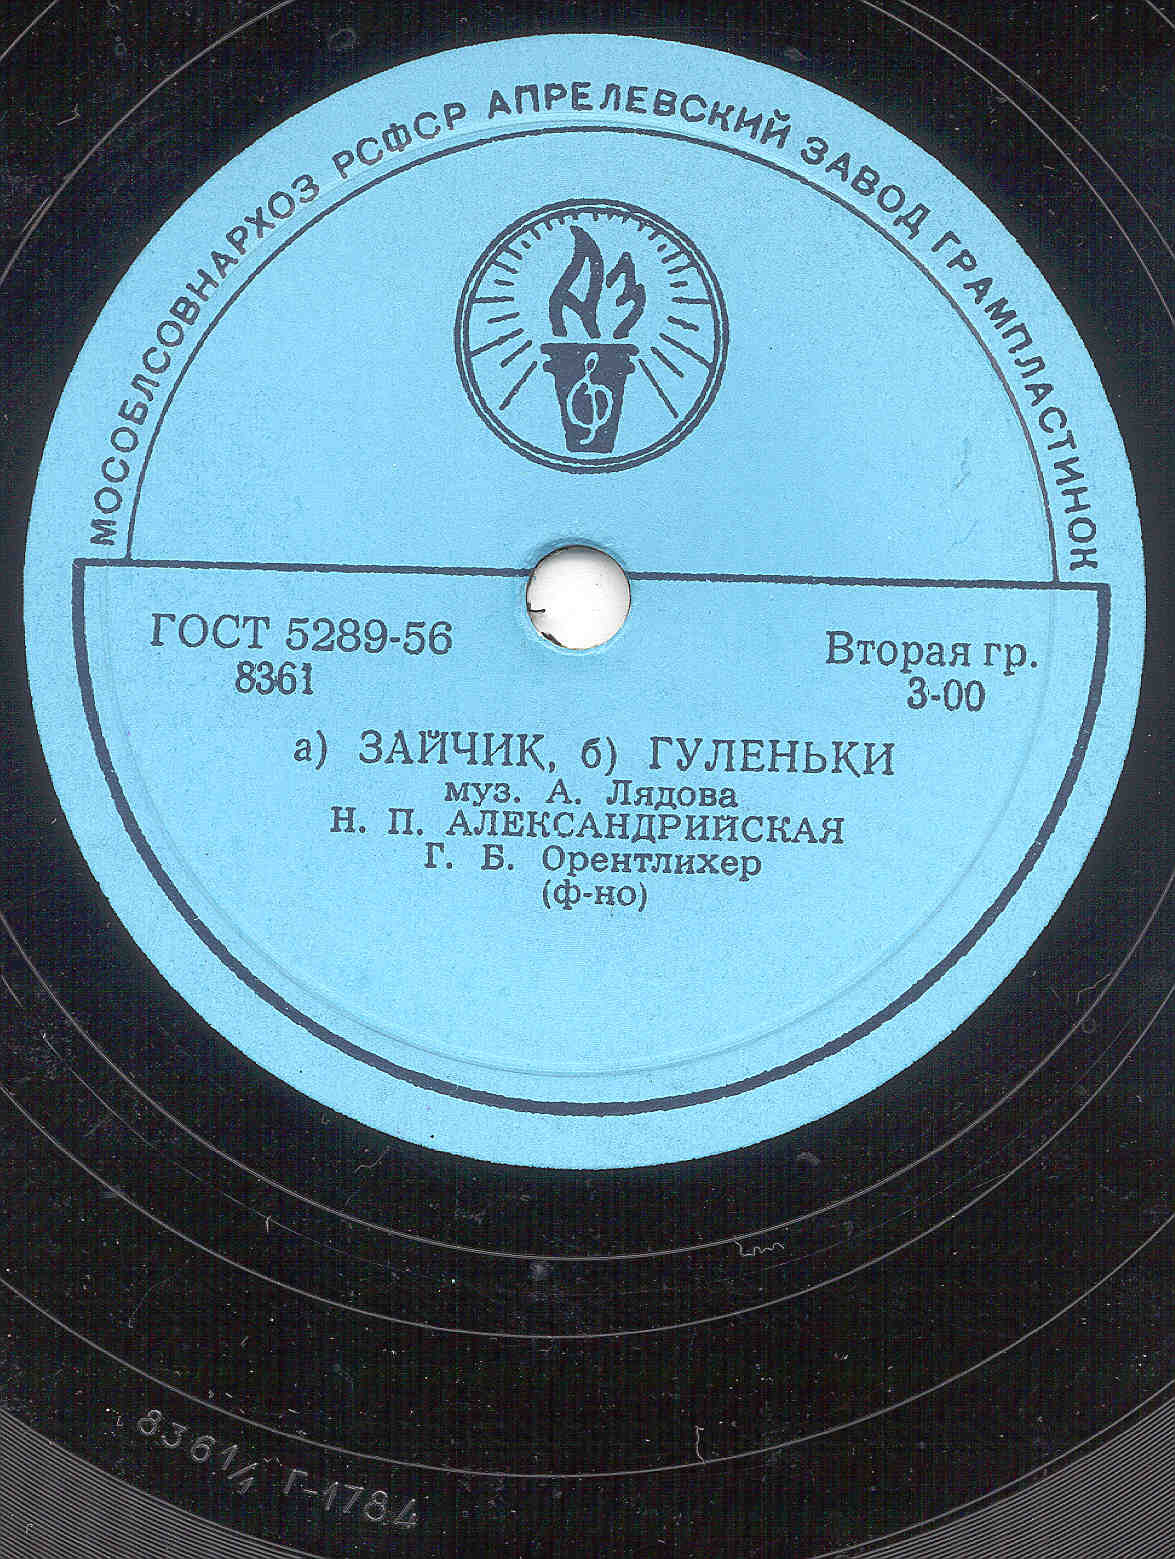 МОСОБЛСОВНАРХОЗ РСФСР АПРЕЛЕВСКИЙ ЗАВОД ГРАМПЛАСТИНОК
АЗ
ГОСТ 5289-56
8361
Вторая гр.
3-00
а) ЗАЙЧИК, б) ГУЛЕНЬКИ
муз. А. Лядова
Н. П. АЛЕКСАНДРИЙСКАЯ
Г. Б. Орентлихер
(ф-но)
8361/4 Г-1784